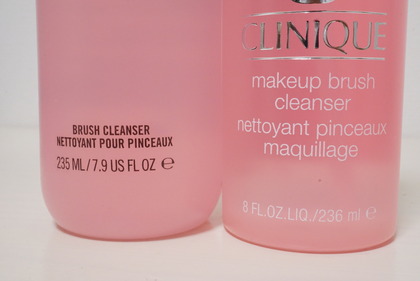 BRUSH CLEANSER
NETTOYANT POUR PINCEAUX
235 ML/7.9 US FL OZ ℮
CLINIQUE
makeup brush
cleanser
nettoyant pinceaux
maquillage
8 FL.OZ.LIQ./236 ml ℮